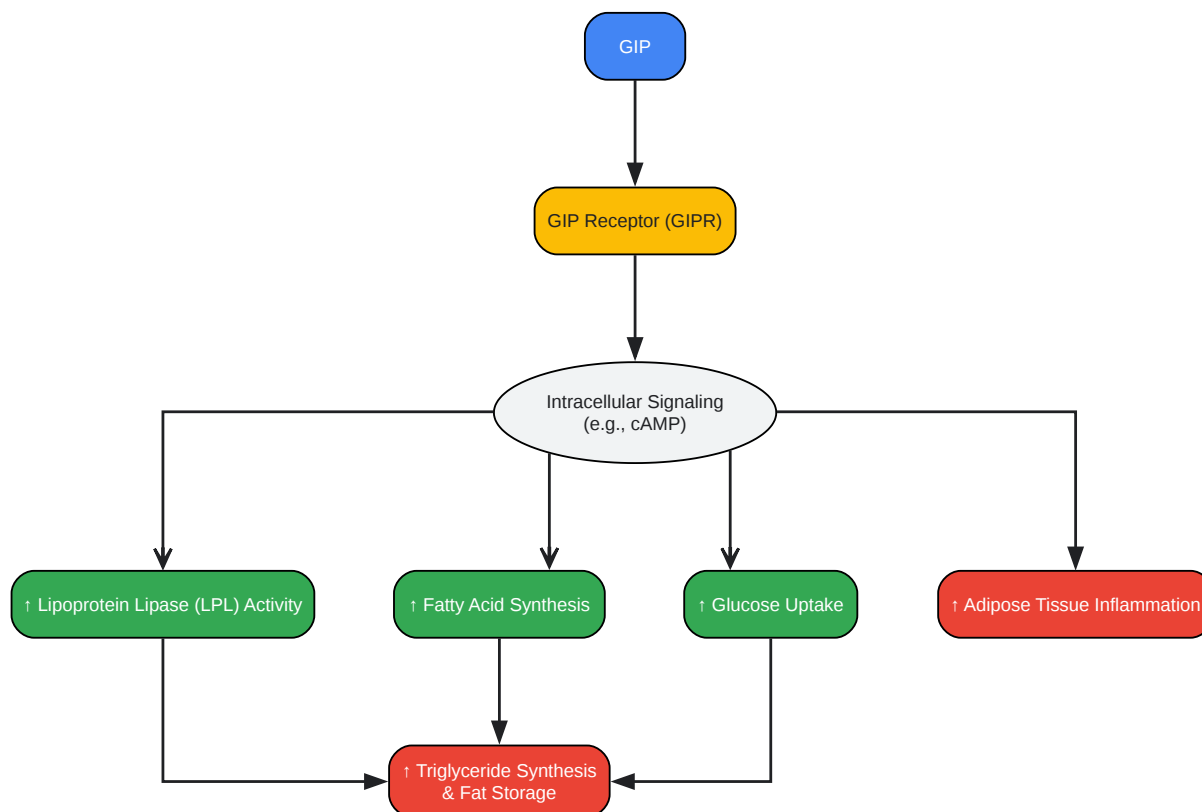 GIP
GIP Receptor (GIPR)
Intracellular Signaling
(e.g., cAMP)
↑ Lipoprotein Lipase (LPL) Activity
↑ Fatty Acid Synthesis
↑ Glucose Uptake
↑ Adipose Tissue Inflammation
↑ Triglyceride Synthesis
& Fat Storage